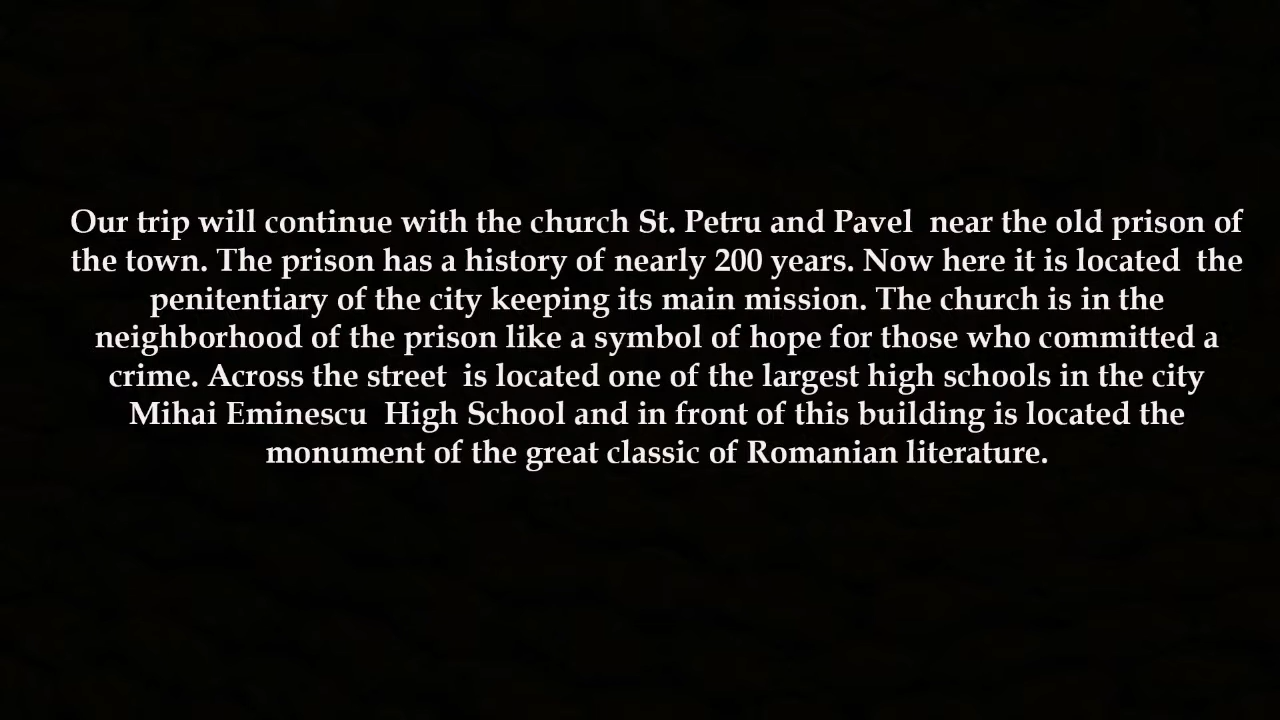 Our trip will continue with the church St. Petru and Pavel  near the old prison of
the town. The prison has a history of nearly 200 years. Now here it is located  the
penitentiary of the city keeping its main mission. The church is in the
neighborhood of the prison like a symbol of hope for those who committed a
crime. Across the street  is located one of the largest high schools in the city
Mihai Eminescu  High School and in front of this building is located the
monument of the great classic of Romanian literature.